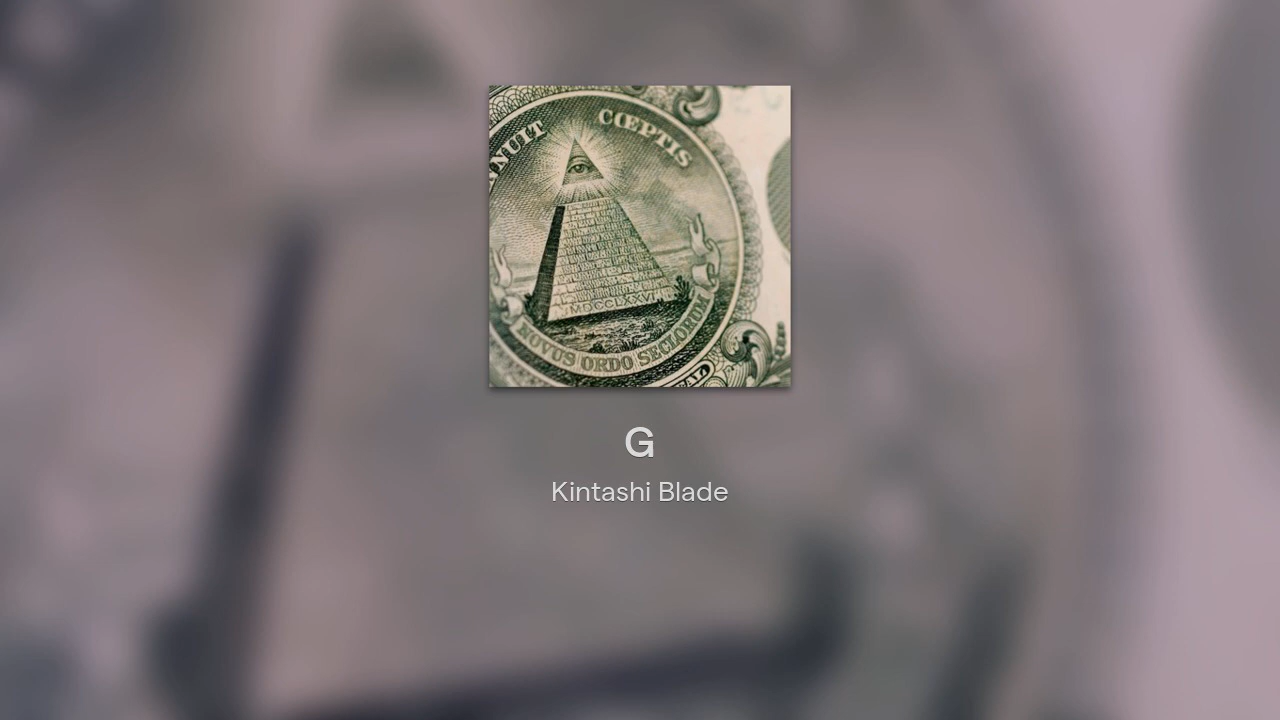 NNUIT CŒPTIS
MDCCLXXVI
NOVUS ORDO SECLORUM
G
Kintashi Blade